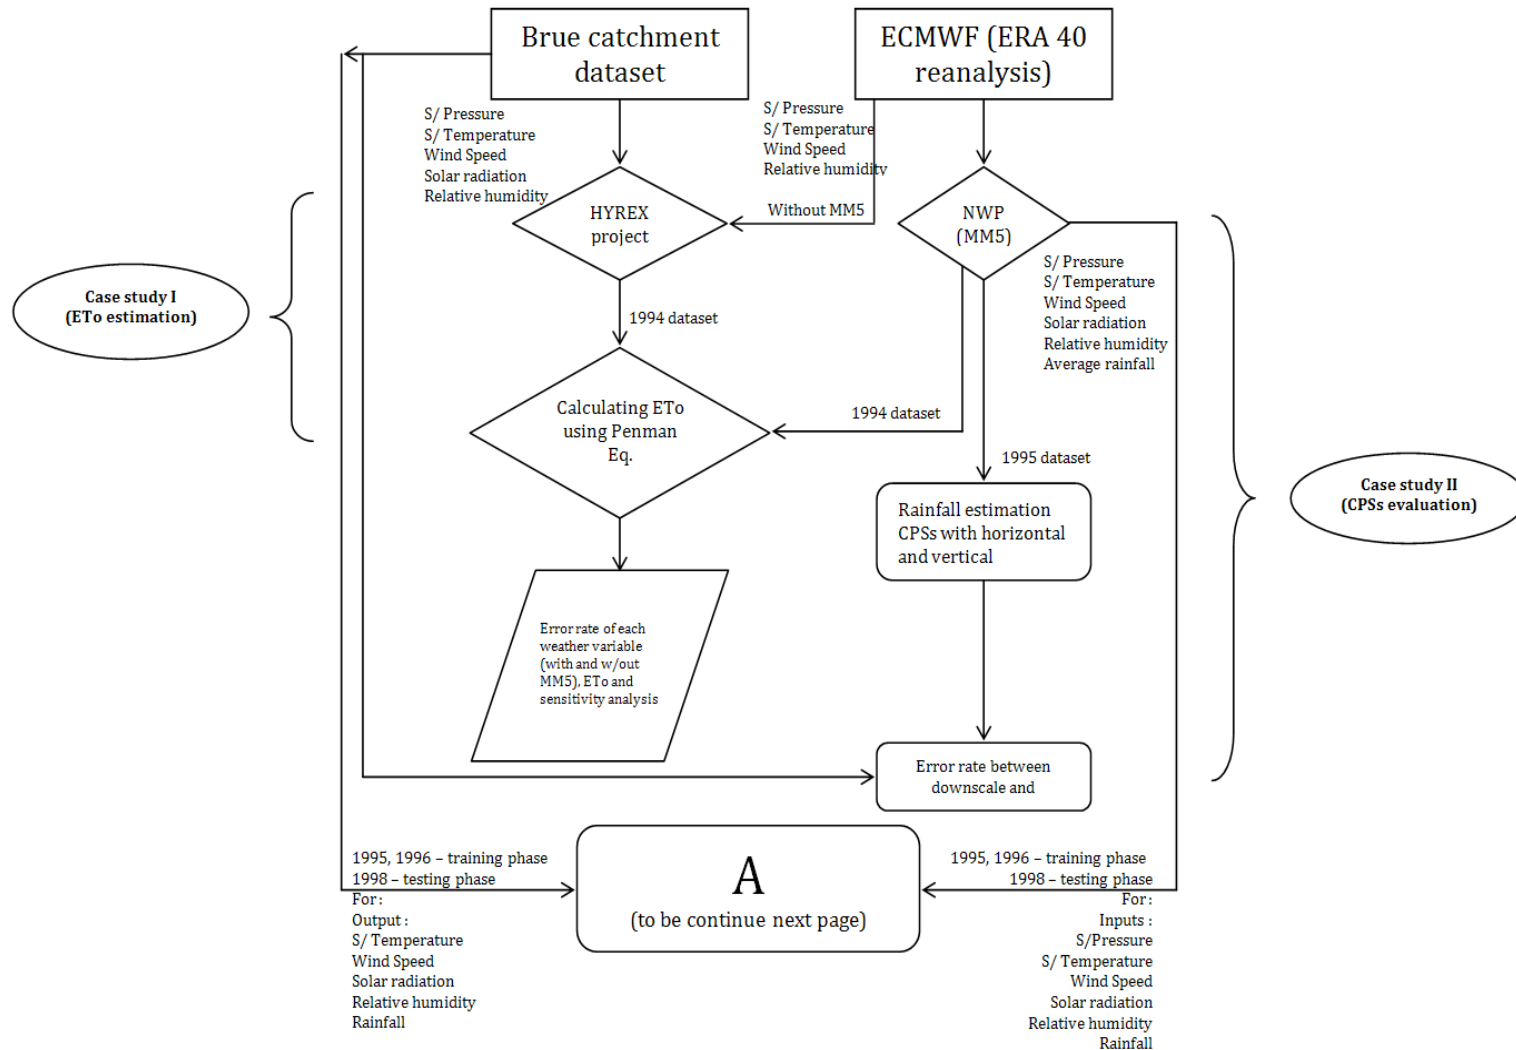 Brue catchment
dataset
ECMWF (ERA 40
reanalysis)
S/ Pressure
S/ Temperature
Wind Speed
Solar radiation
Relative humidity
S/ Pressure
S/ Temperature
Wind Speed
Relative humidity
Without MM5
HYREX
project
NWP
(MM5)
S/ Pressure
S/ Temperature
Wind Speed
Solar radiation
Relative humidity
Average rainfall
Case study I
(ETo estimation)
1994 dataset
Calculating ETo
using Penman
Eq.
1994 dataset
1995 dataset
Rainfall estimation
CPSs with horizontal
and vertical
Case study II
(CPSs evaluation)
Error rate of each
weather variable
(with and w/out
MM5), ETo and
sensitivity analysis
Error rate between
downscale and
1995, 1996 – training phase
1998 – testing phase
For :
Output :
S/ Temperature
Wind Speed
Solar radiation
Relative humidity
Rainfall
A
(to be continue next page)
1995, 1996 – training phase
1998 – testing phase
For :
Inputs :
S/Pressure
S/ Temperature
Wind Speed
Solar radiation
Relative humidity
Rainfall